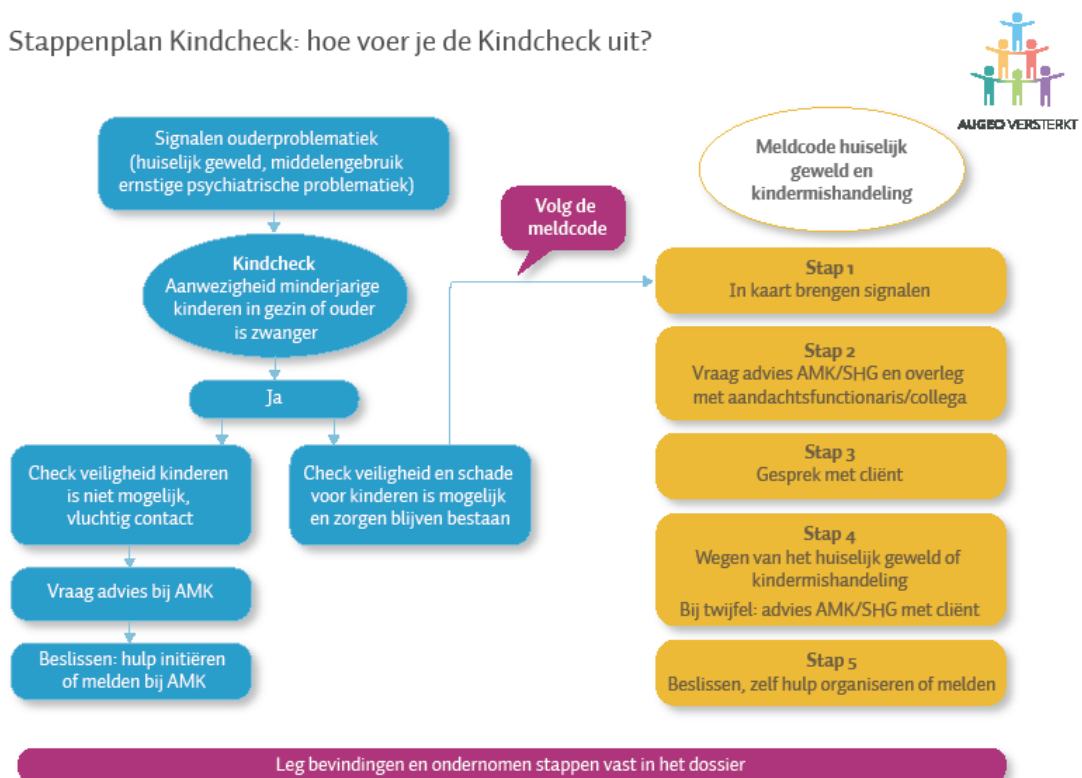 Stappenplan Kindcheck: hoe voer je de Kindcheck uit?
AUGEO VERSTERKT
Signalen ouderproblematiek
(huiselijk geweld, middelengebruik
ernstige psychiatrische problematiek)
Kindcheck
Aanwezigheid minderjarige
kinderen in gezin of ouder
is zwanger
Ja
Check veiligheid kinderen
is niet mogelijk,
vluchtig contact
Vraag advies bij AMK
Beslissen: hulp initiëren
of melden bij AMK
Check veiligheid en schade
voor kinderen is mogelijk
en zorgen blijven bestaan
Volg de
meldcode
Meldcode huiselijk
geweld en
kindermishandeling
Stap 1
In kaart brengen signalen
Stap 2
Vraag advies AMK/SHG en overleg
met aandachtsfunctionaris/collega
Stap 3
Gesprek met cliënt
Stap 4
Wegen van het huiselijk geweld of
kindermishandeling
Bij twijfel: advies AMK/SHG met cliënt
Stap 5
Beslissen, zelf hulp organiseren of melden
Leg bevindingen en ondernomen stappen vast in het dossier